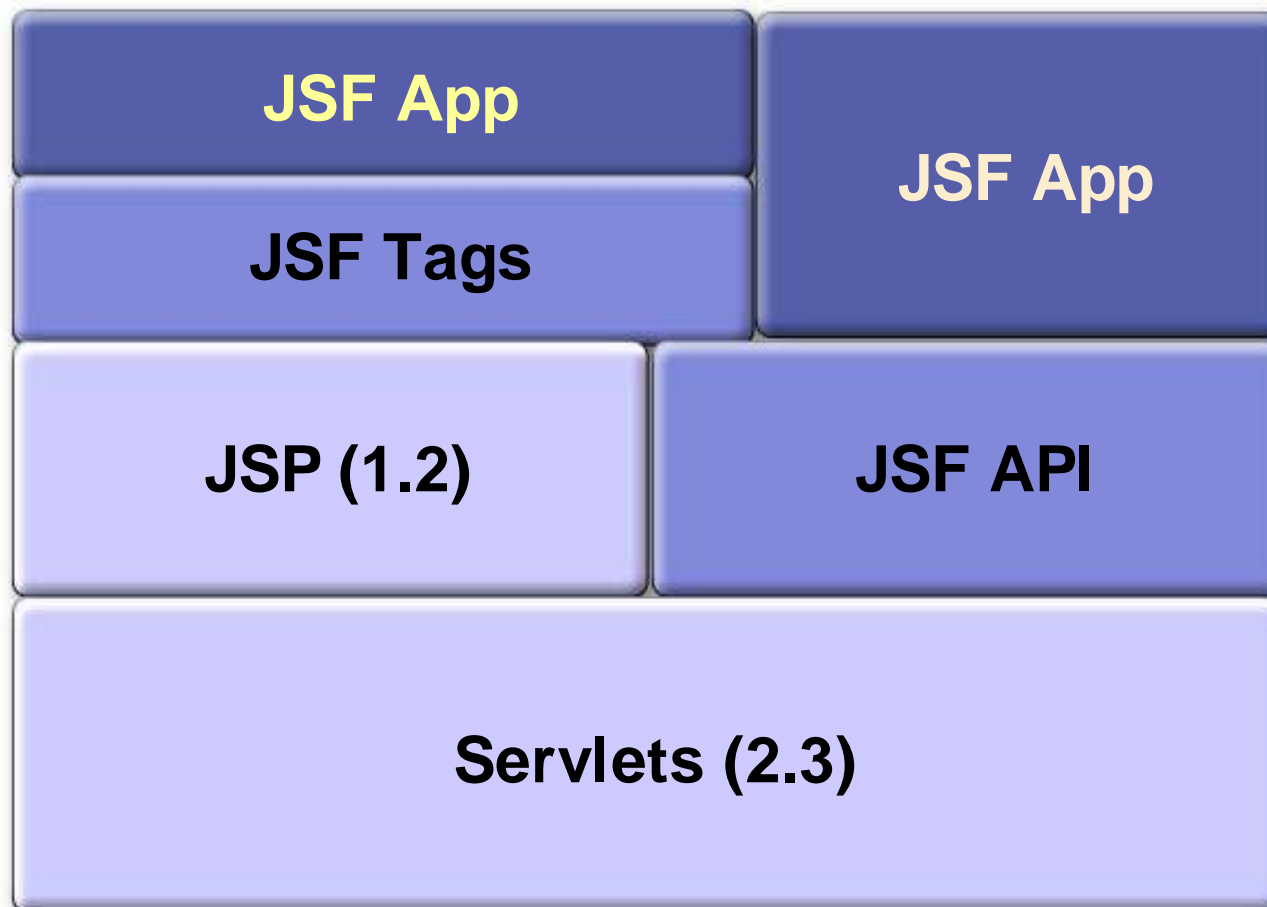 JSF App
JSF App
JSF Tags
JSP (1.2)
JSF API
Servlets (2.3)